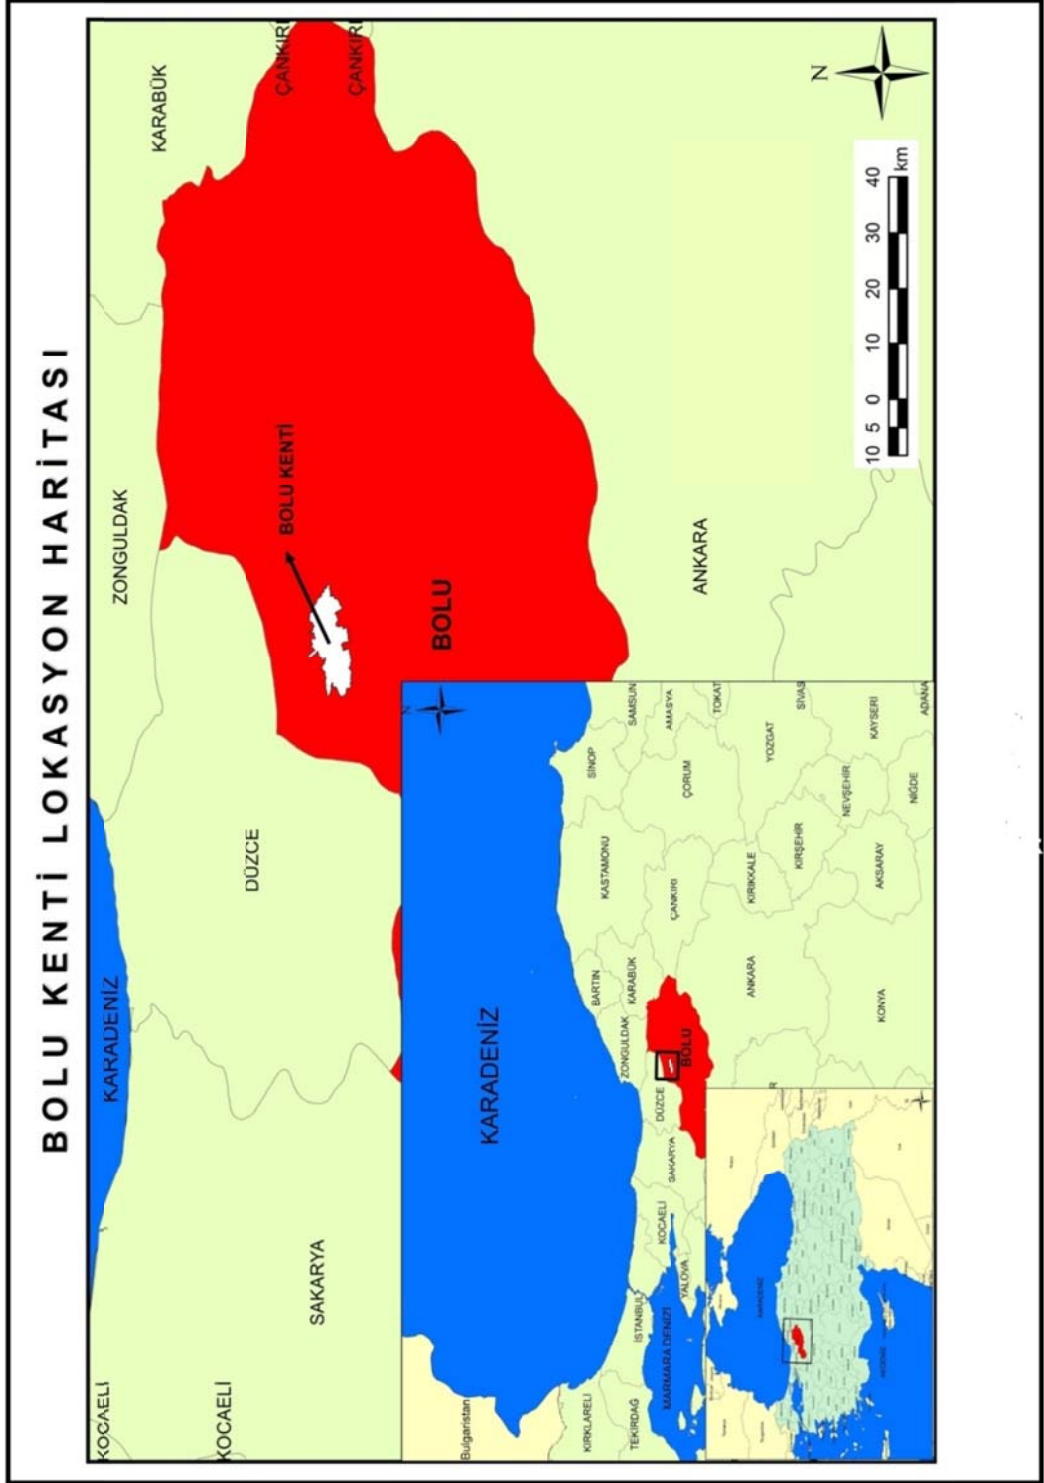 BOLU KENTİ LOKASYON HARİTASI
KOCAELİ
KARADENİZ
ZONGULDAK
KARABÜK
KOCAELİ
SAKARYA
DÜZCE
BOLU KENTİ
ÇANKIRI
ÇANKIRI
BOLU
ANKARA
N
10 5 0 10 20 30 40
km
N
KARADENİZ
Bulgaristan
KIRKLARELİ
TEKİRDAĞ
İSTANBUL
MARMARA DENİZİ
KOCAELİ
YALOVA
SAKARYA
DÜZCE
ZONGULDAK
BARTIN
KARABÜK
BOLU
KASTAMONU
SİNOP
SAMSUN
ÇANKIRI
ÇORUM
AMASYA
TOKAT
ANKARA
KIRIKKALE
YOZGAT
SİVAS
KIRŞEHİR
NEVŞEHİR
KAYSERİ
KONYA
AKSARAY
NİĞDE
ADANA
R
KARADENİZ